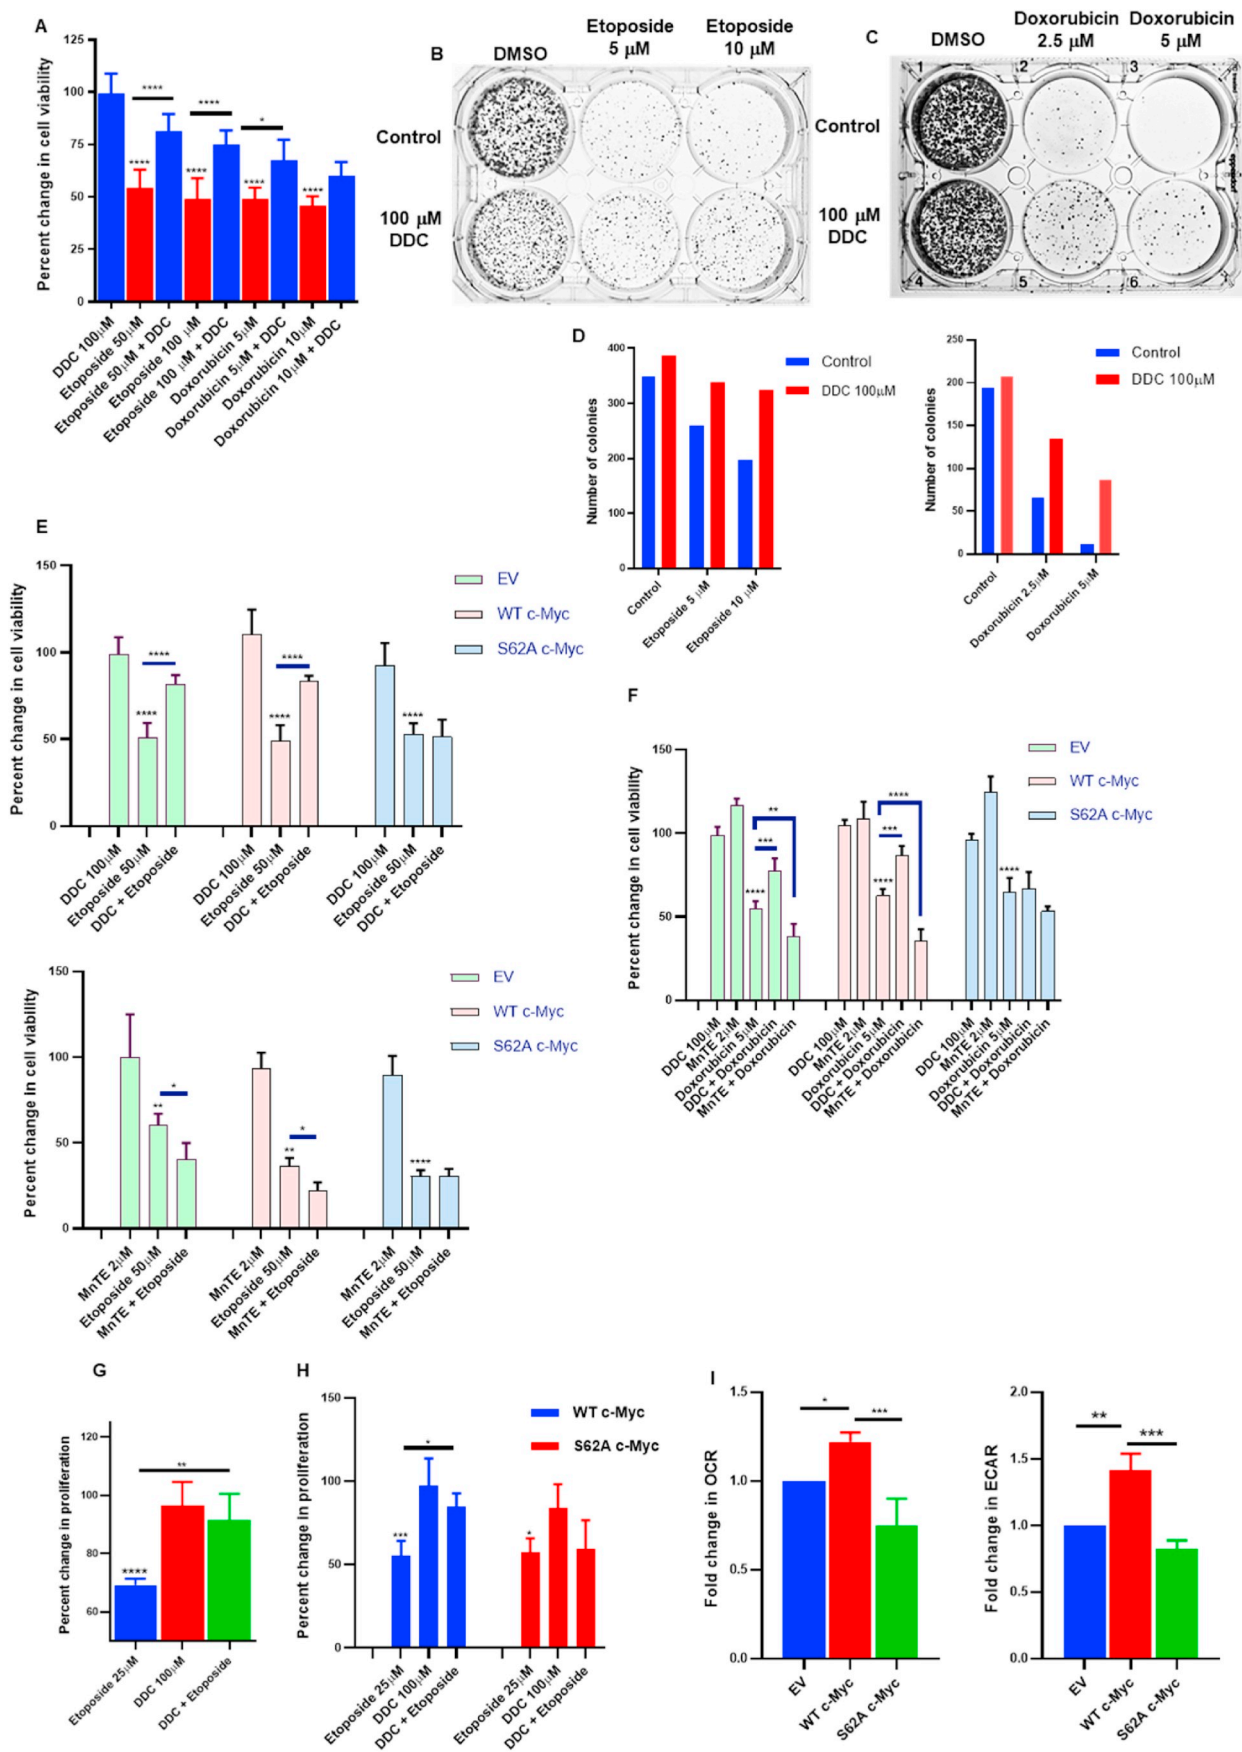 A
Percent change in cell viability
125
100
75
50
25
0
****
****
*
****
****
****
****
DDC 100μM
Etoposide 50μM
Etoposide 50μM + DDC
Etoposide 100 μM
Etoposide 100 μM + DDC
Doxorubicin 5μM
Doxorubicin 5μM + DDC
Doxorubicin 10μM
Doxorubicin 10μM + DDC
B
DMSO
Etoposide
5 μM
Etoposide
10 μM
Control
100 μM
DDC
C
DMSO
Doxorubicin
2.5 μM
Doxorubicin
5 μM
Control
100 μM
DDC
1
2
3
4
5
6
eppendorf
D
Number of colonies
400
300
200
100
0
Control
DDC 100μM
Control
Etoposide 5 μM
Etoposide 10 μM
Number of colonies
250
200
150
100
50
0
Control
DDC 100μM
Control
Doxorubicin 2.5μM
Doxorubicin 5μM
E
Percent change in cell viability
150
100
50
0
EV
WT c-Myc
S62A c-Myc
****
****
****
****
****
DDC 100μM
Etoposide 50μM
DDC + Etoposide
DDC 100μM
Etoposide 50μM
DDC + Etoposide
DDC 100μM
Etoposide 50μM
DDC + Etoposide
Percent change in cell viability
150
100
50
0
EV
WT c-Myc
S62A c-Myc
*
**
*
**
****
MnTE 2μM
Etoposide 50μM
MnTE + Etoposide
MnTE 2μM
Etoposide 50μM
MnTE + Etoposide
MnTE 2μM
Etoposide 50μM
MnTE + Etoposide
F
Percent change in cell viability
150
100
50
0
EV
WT c-Myc
S62A c-Myc
**
***
****
****
***
****
****
DDC 100μM
MnTE 2μM
Doxorubicin 5μM
DDC + Doxorubicin
MnTE + Doxorubicin
DDC 100μM
MnTE 2μM
Doxorubicin 5μM
DDC + Doxorubicin
MnTE + Doxorubicin
DDC 100μM
MnTE 2μM
Doxorubicin 5μM
DDC + Doxorubicin
MnTE + Doxorubicin
G
Percent change in proliferation
120
100
80
60
**
****
Etoposide 25μM
DDC 100μM
DDC + Etoposide
H
Percent change in proliferation
150
100
50
0
WT c-Myc
S62A c-Myc
*
***
*
Etoposide 25μM
DDC 100μM
DDC + Etoposide
Etoposide 25μM
DDC 100μM
DDC + Etoposide
I
Fold change in OCR
1.5
1.0
0.5
0.0
*
***
EV
WT c-Myc
S62A c-Myc
Fold change in ECAR
2.0
1.5
1.0
0.5
0.0
**
***
EV
WT c-Myc
S62A c-Myc